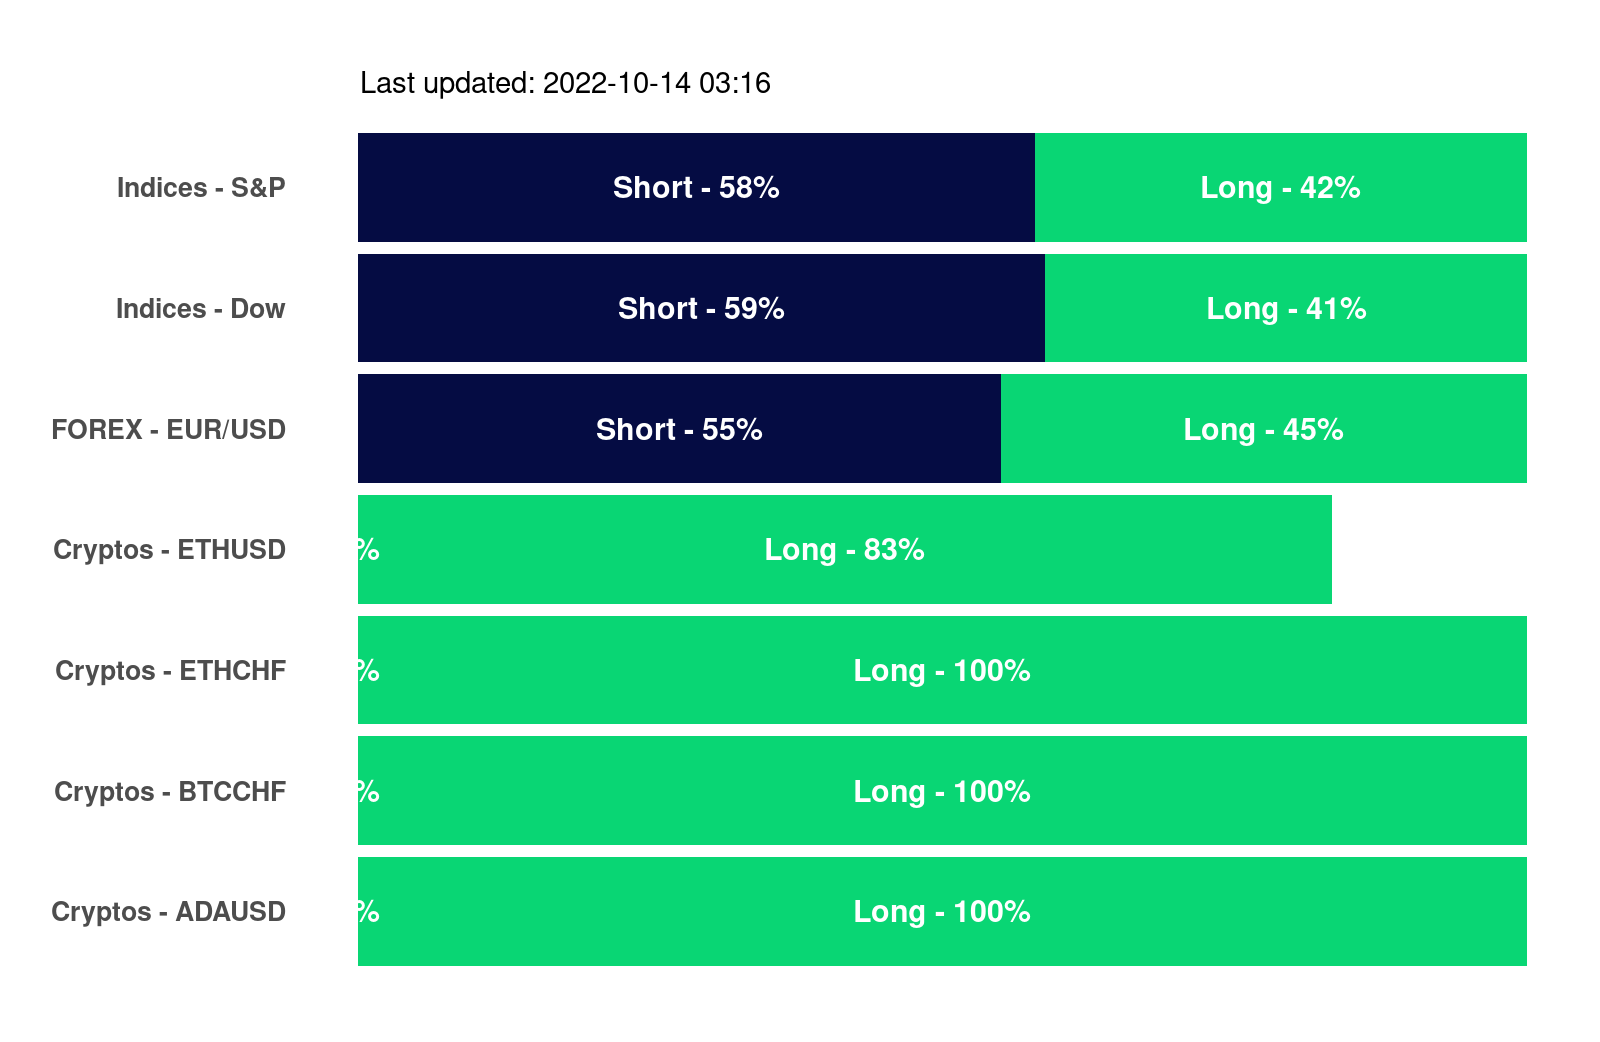 Last updated: 2022-10-14 03:16
Indices - S&P Short - 58% Long - 42%
Indices - Dow Short - 59% Long - 41%
FOREX - EUR/USD Short - 55% Long - 45%
Cryptos - ETHUSD % Long - 83%
Cryptos - ETHCHF % Long - 100%
Cryptos - BTCCHF % Long - 100%
Cryptos - ADAUSD % Long - 100%